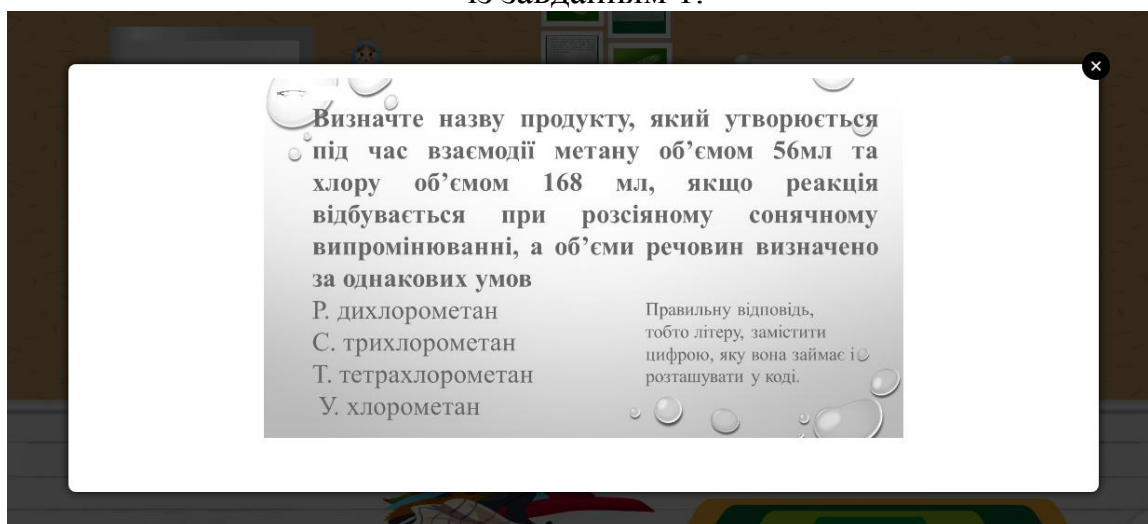 із завданням 1.
Визначте назву продукту, який утворюється
під час взаємодії метану об’ємом 56мл та
хлору об’ємом 168 мл, якщо реакція
відбувається при розсіяному сонячному
випромінюванні, а об’єми речовин визначено
за однакових умов
Р. дихлорометан
С. трихлорометан
Т. тетрахлорометан
У. хлорометан
Правильну відповідь,
тобто літеру, замістити
цифрою, яку вона займає і
розташувати у коді.